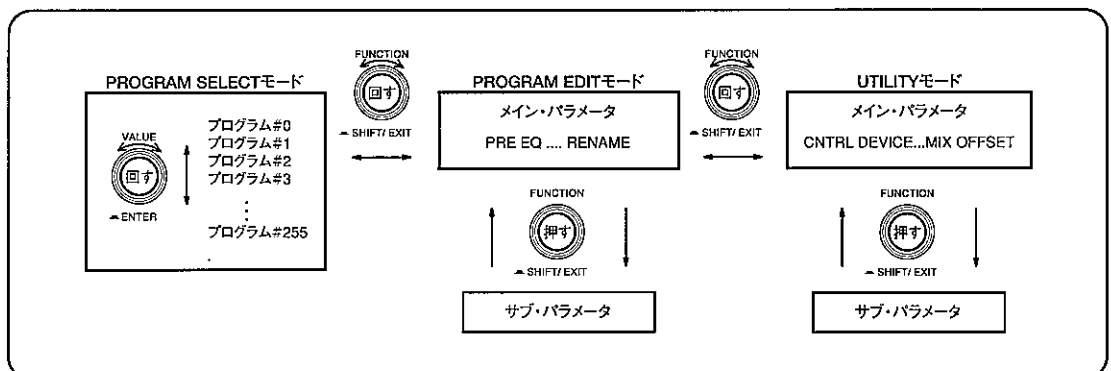 PROGRAM SELECTモード
VALUE
回す
ENTER
プログラム#0
プログラム#1
プログラム#2
プログラム#3
プログラム#255
FUNCTION
回す
SHIFT/ EXIT
PROGRAM EDITモード
メイン・パラメータ
PRE EQ .... RENAME
FUNCTION
押す
SHIFT/ EXIT
サブ・パラメータ
FUNCTION
回す
SHIFT/ EXIT
UTILITYモード
メイン・パラメータ
CNTRL DEVICE...MIX OFFSET
FUNCTION
押す
SHIFT/ EXIT
サブ・パラメータ